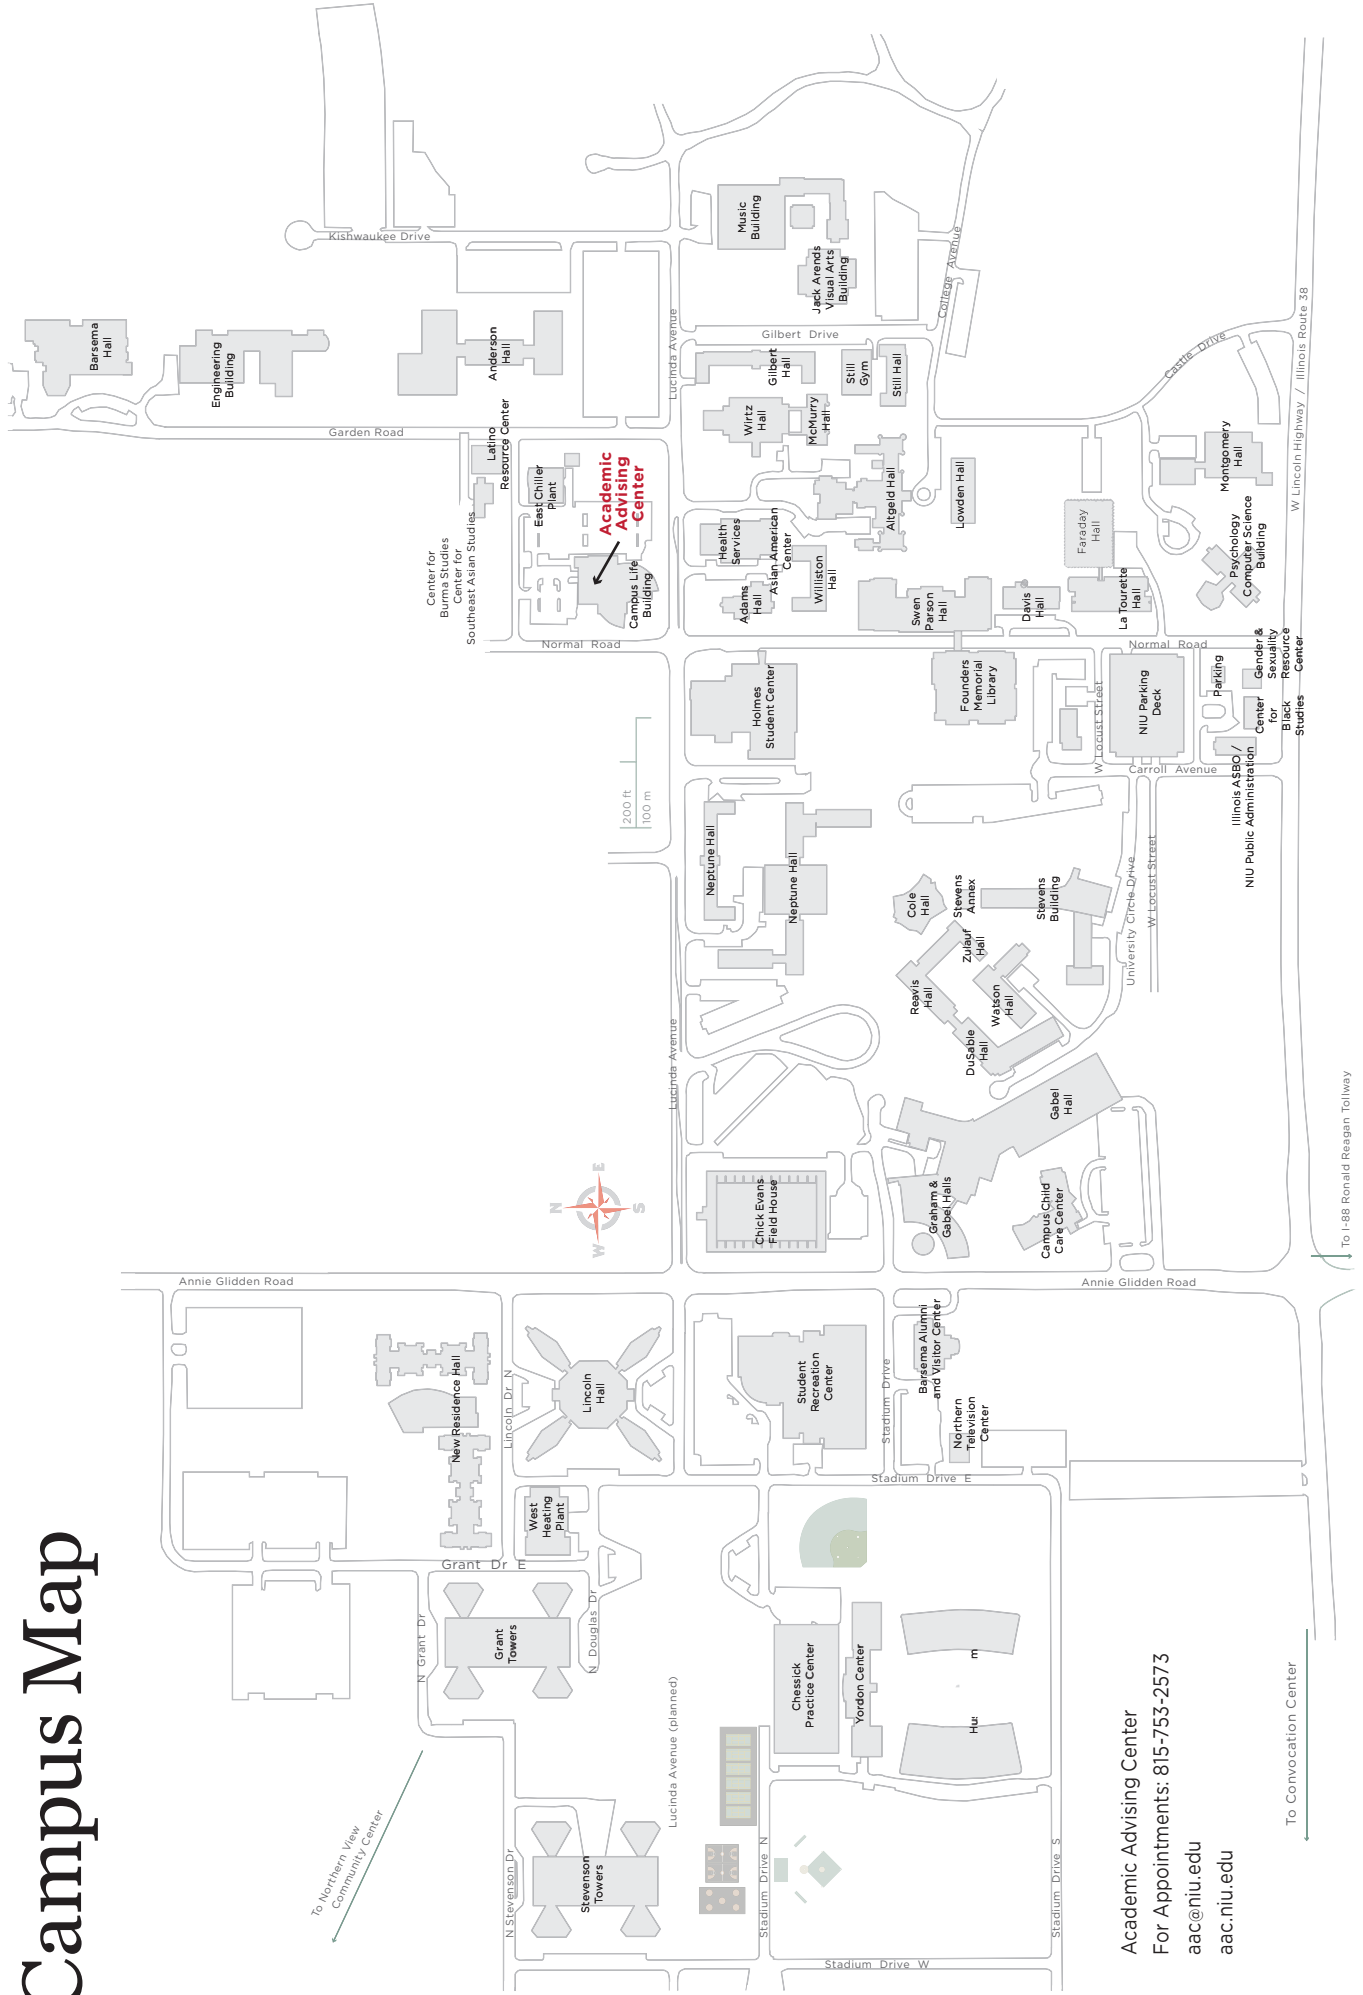 Campus Map
Barsema
Hall
Engineering
Building
Kishwaukee Drive
Anderson
Hall
Garden Road
Latino
Resource Center
East Chiller
Plant
Academic
Advising
Center
Center for
Burma Studies
Center for
Southeast Asian Studies
Campus Life
Building
Normal Road
Lucinda Avenue
Music
Building
Jack Arends
Visual Arts
Building
College Avenue
Gilbert Drive
Gilbert
Hall
Still
Gym
Still Hall
Wirtz
Hall
McMurry
Hall
Altgeld Hall
Lowden Hall
Health
Services
Asian American
Center
Adams
Hall
Williston
Hall
Swen
Parson
Hall
Davis
Hall
Faraday
Hall
La Tourette
Hall
Castle Drive
Montgomery
Hall
Psychology
Computer Science
Building
W Lincoln Highway / Illinois Route 38
Normal Road
Gender &
Sexuality
Resource
Center
Parking
Center
for
Black
Studies
Illinois ASBO /
NIU Public Administration
NIU Parking
Deck
W Locust Street
Carroll Avenue
Founders
Memorial
Library
Holmes
Student Center
200 ft
100 m
Neptune Hall
Neptune Hall
Cole
Hall
Stevens
Annex
Stevens
Building
University Circle Drive
W Locust Street
Zulauf
Hall
Reavis
Hall
Watson
Hall
DuSable
Hall
Gabel
Hall
Graham &
Gabel Halls
Campus Child
Care Center
Lucinda Avenue
Chick Evans
Field House
N
E
S
W
To I-88 Ronald Reagan Tollway
Annie Glidden Road
Annie Glidden Road
New Residence Hall
Lincoln Dr N
Lincoln
Hall
Student
Recreation
Center
Stadium Drive
Barsema Alumni
and Visitor Center
Northern
Television
Center
Stadium Drive E
West
Heating
Plant
Grant Dr E
N Grant Dr
Grant
Towers
N Douglas Dr
Chessick
Practice Center
Yordon Center
Hus
m
Lucinda Avenue (planned)
To Northern View
Community Center
N Stevenson Dr
Stevenson
Towers
Stadium Drive N
Stadium Drive S
Stadium Drive W
To Convocation Center
Academic Advising Center
For Appointments: 815-753-2573
aac@niu.edu
aac.niu.edu